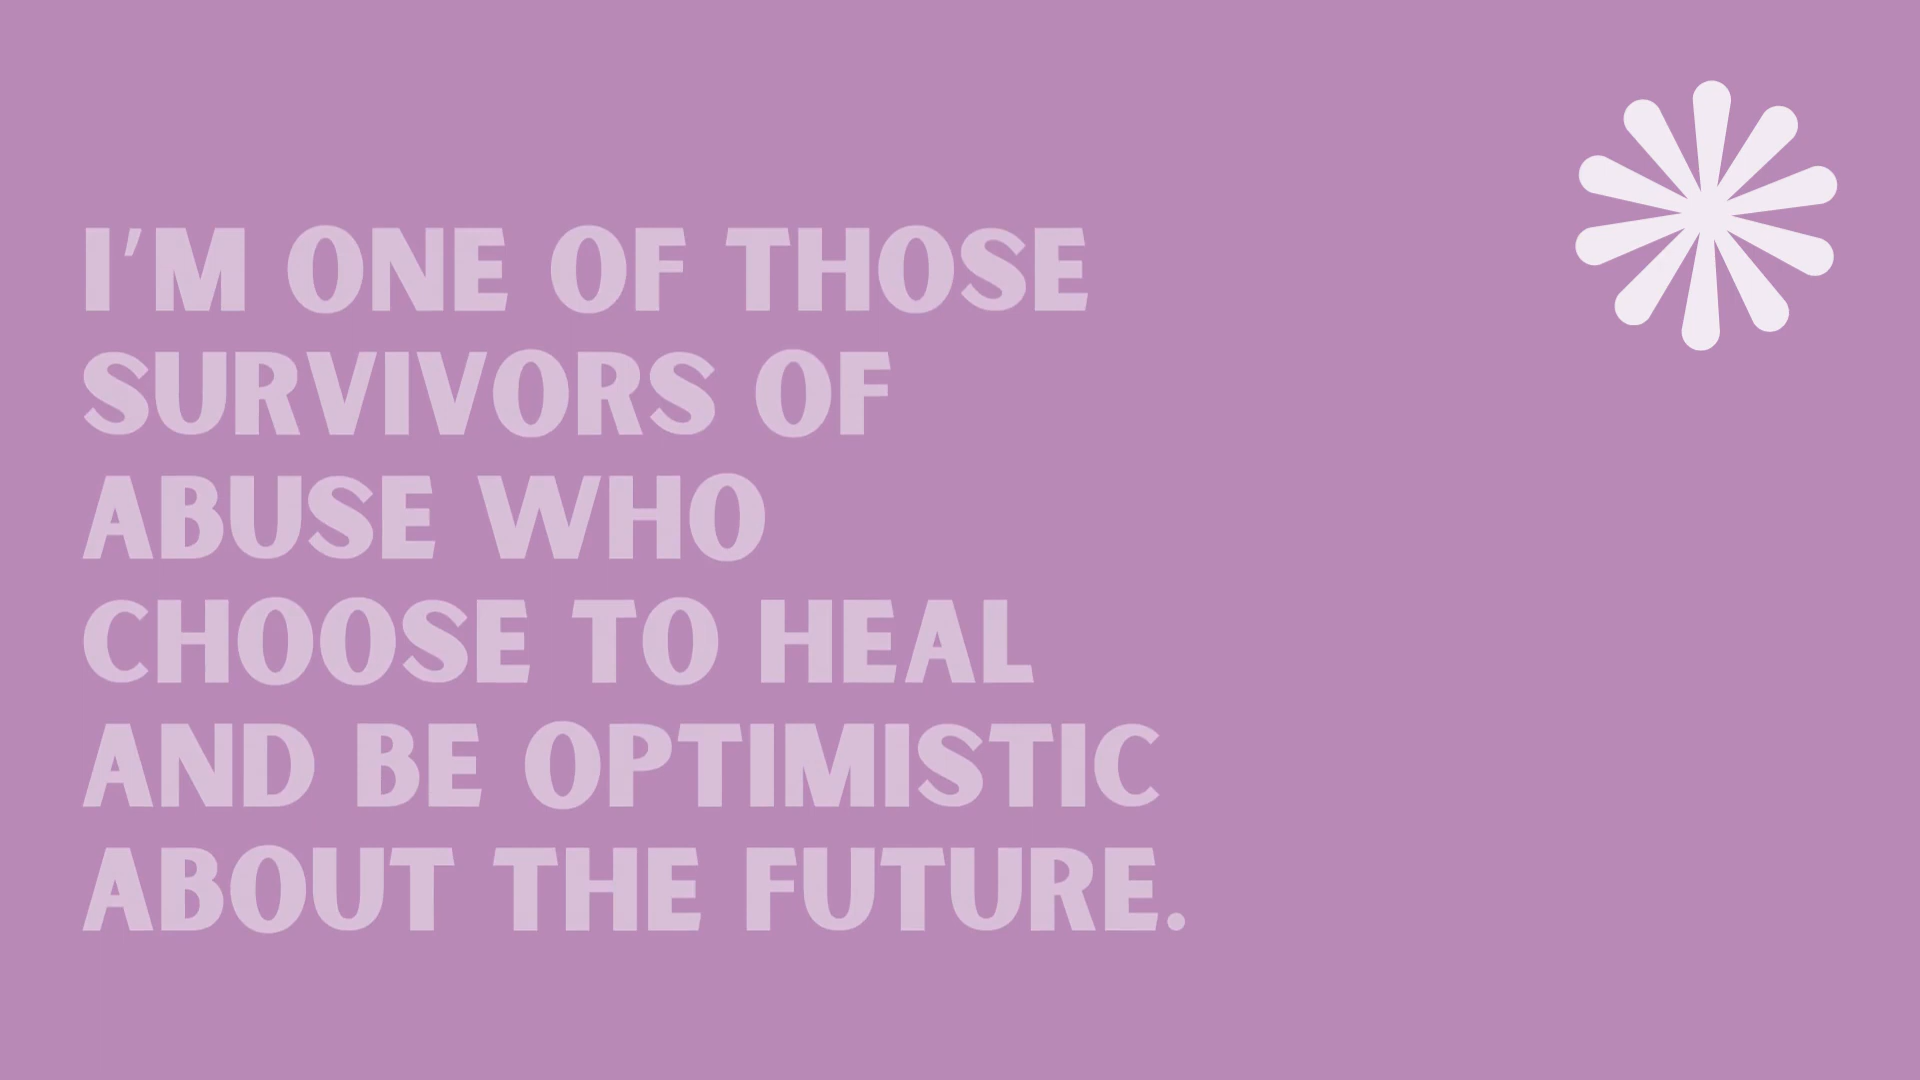 I'M ONE OF THOSE
SURVIVORS OF
ABUSE WHO
CHOOSE TO HEAL
AND BE OPTIMISTIC
ABOUT THE FUTURE.